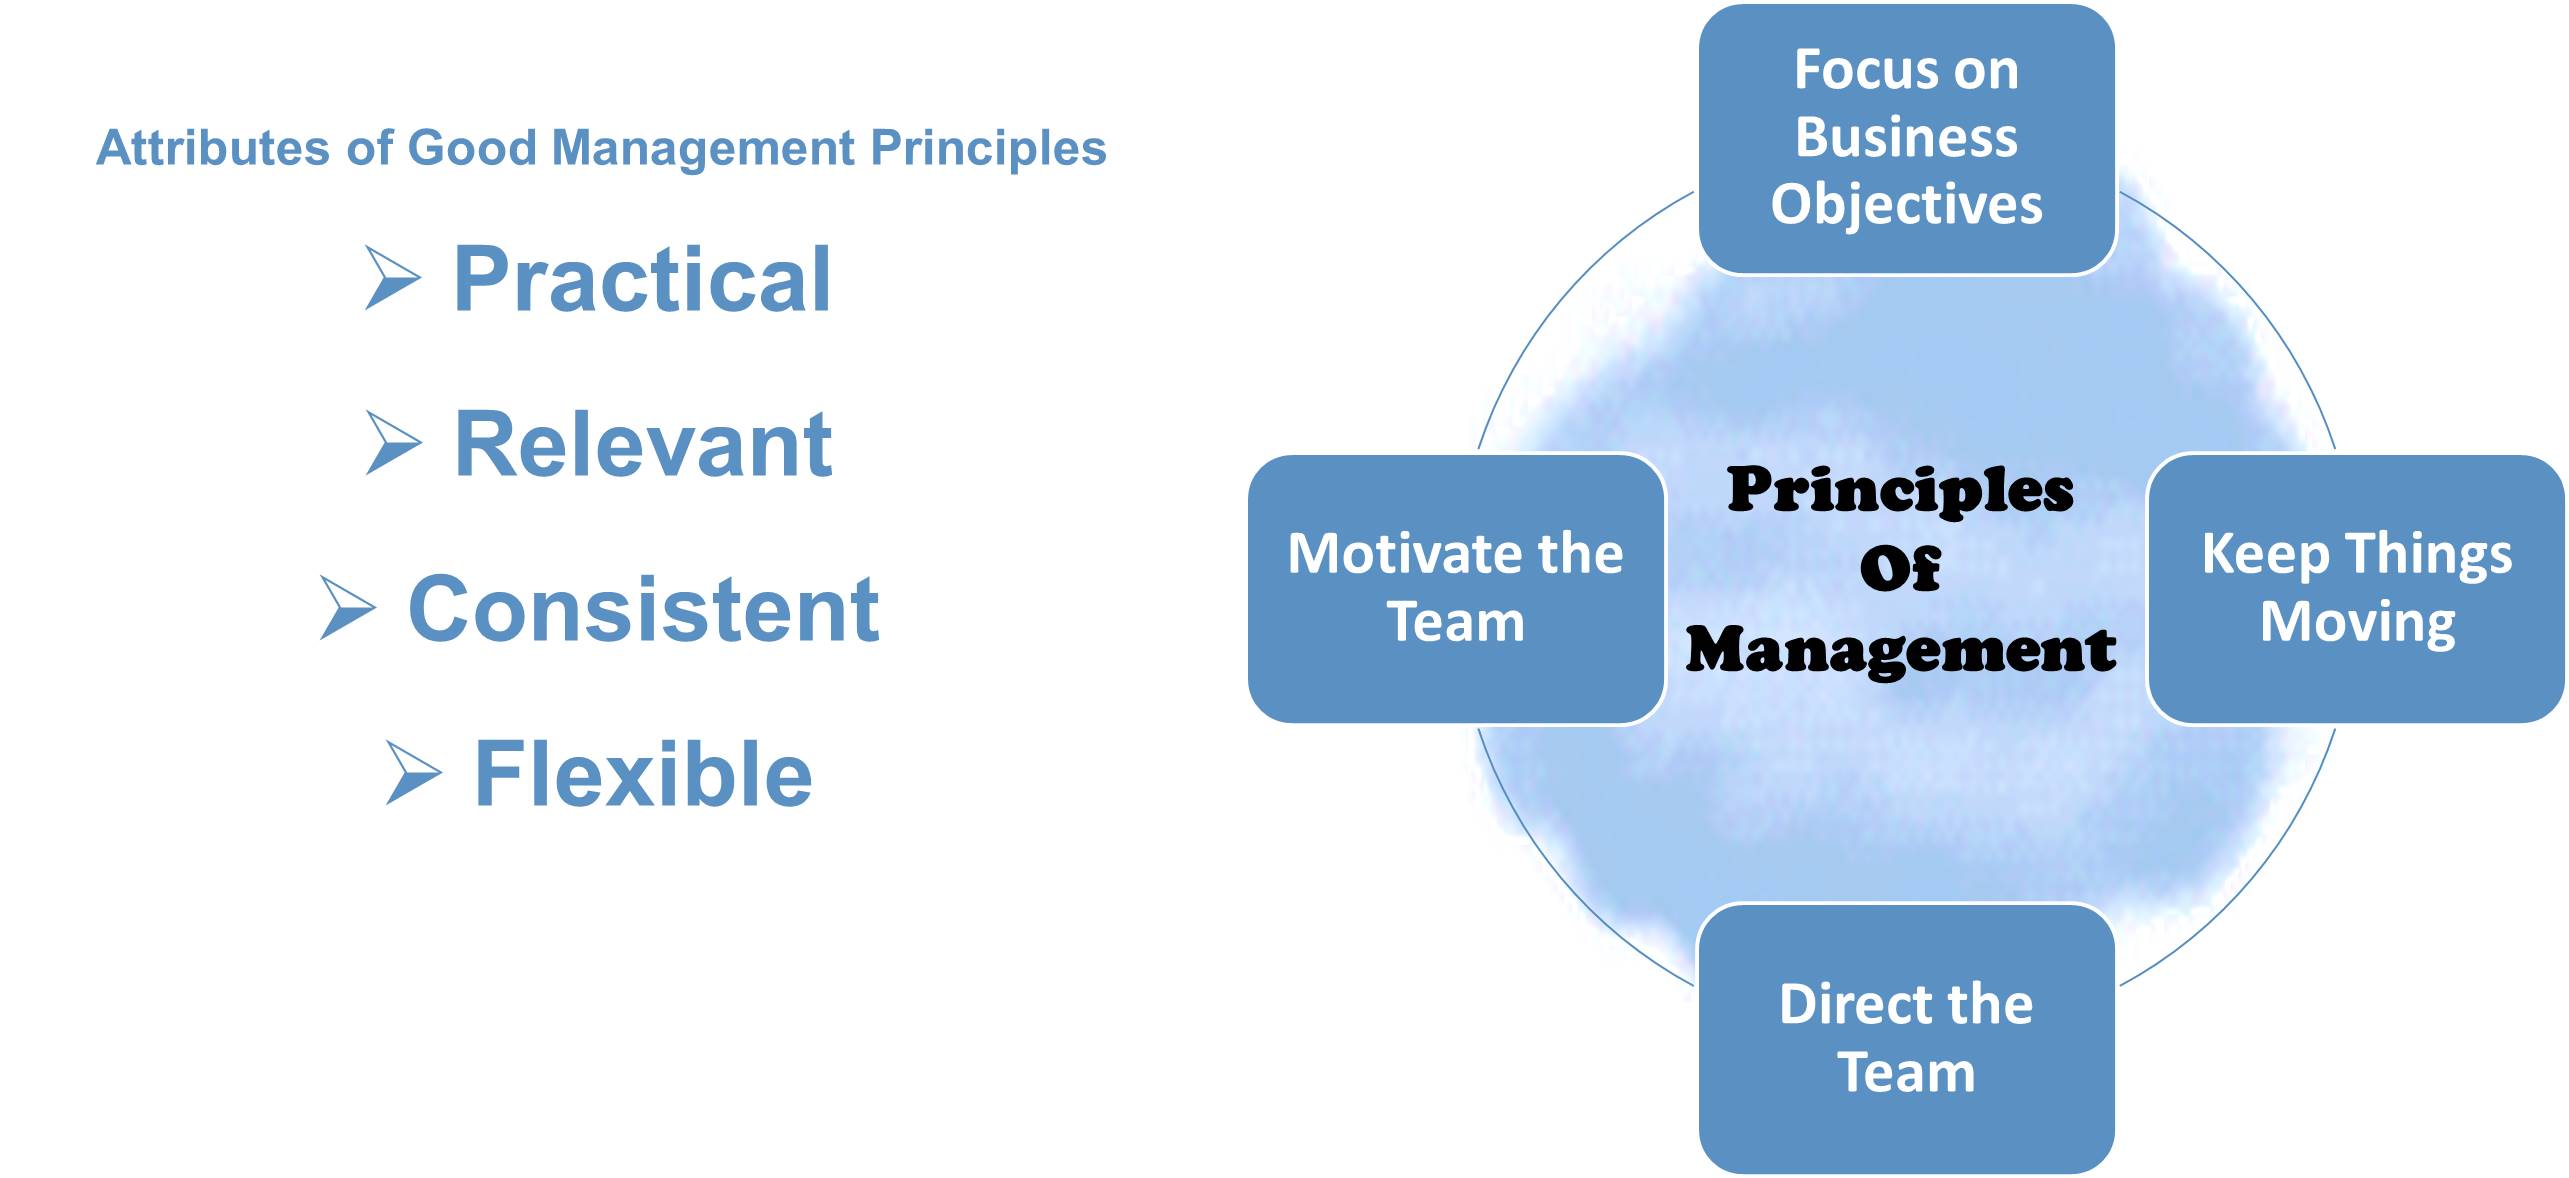 Attributes of Good Management Principles
Practical
Relevant
Consistent
Flexible
Focus on
Business
Objectives
Motivate the
Team
Principles
Of
Management
Keep Things
Moving
Direct the
Team